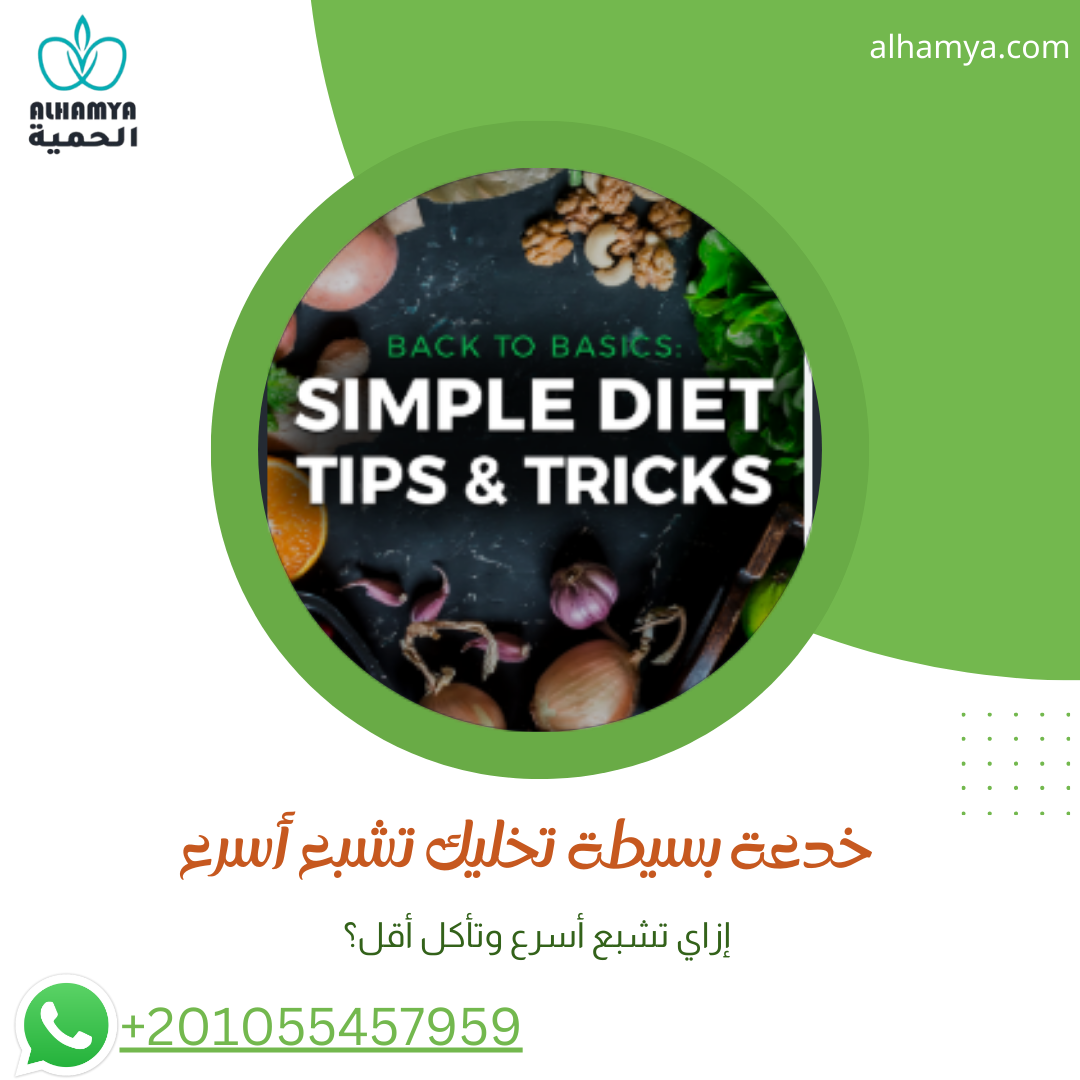 ALHAMYA
الحمية
alhamya.com
BACK TO BASICS:
SIMPLE DIET
TIPS & TRICKS
خدعة بسيطة تخليك تشبع أسرع
إزاي تشبع أسرع وتأكل أقل؟
+201055457959